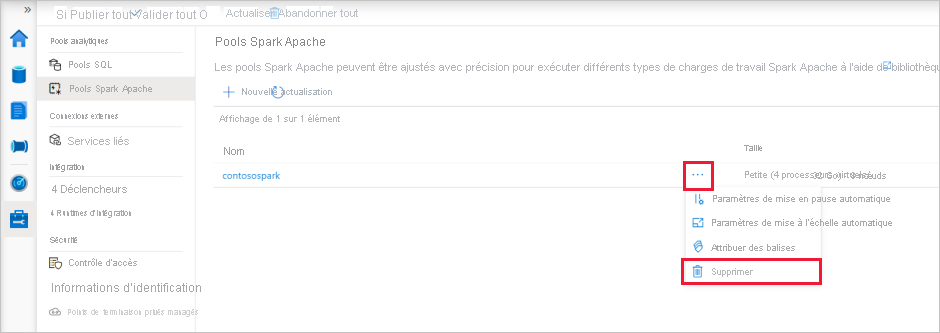 Si Publier tout Valider tout O Actualiser Abandonner tout
Pools analytiques
Pools SQL
Pools Spark Apache
Connexions externes
Services liés
Intégration
4 Déclencheurs
4 Runtimes d'intégration
Sécurité
Contrôle d'accès
Informations d'identification
Points de terminaison privés managés
Pools Spark Apache
Les pools Spark Apache peuvent être ajustés avec précision pour exécuter différents types de charges de travail Spark Apache à l'aide de bibliothèqu
Nouvelle actualisation
Affichage de 1 sur 1 élément
Nom Taille
contosospark ... Petite (4 processeurs virtuels/ 32 Go)
Paramètres de mise en pause automatique
Paramètres de mise à l'échelle automatique
Attribuer des balises
Supprimer